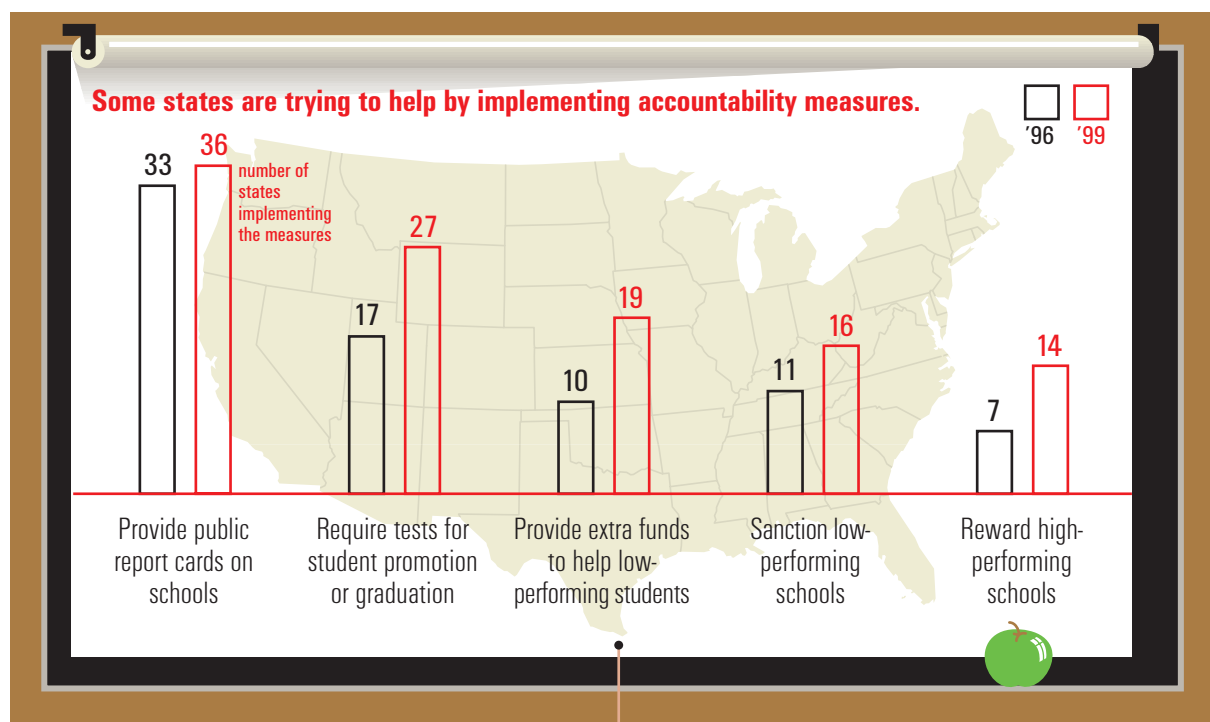 Some states are trying to help by implementing accountability measures.
'96
'99
33
36
number of
states
implementing
the measures
17
27
10
19
11
16
7
14
Provide public
report cards on
schools
Require tests for
student promotion
or graduation
Provide extra funds
to help low-
performing students
Sanction low-
performing
schools
Reward high-
performing
schools